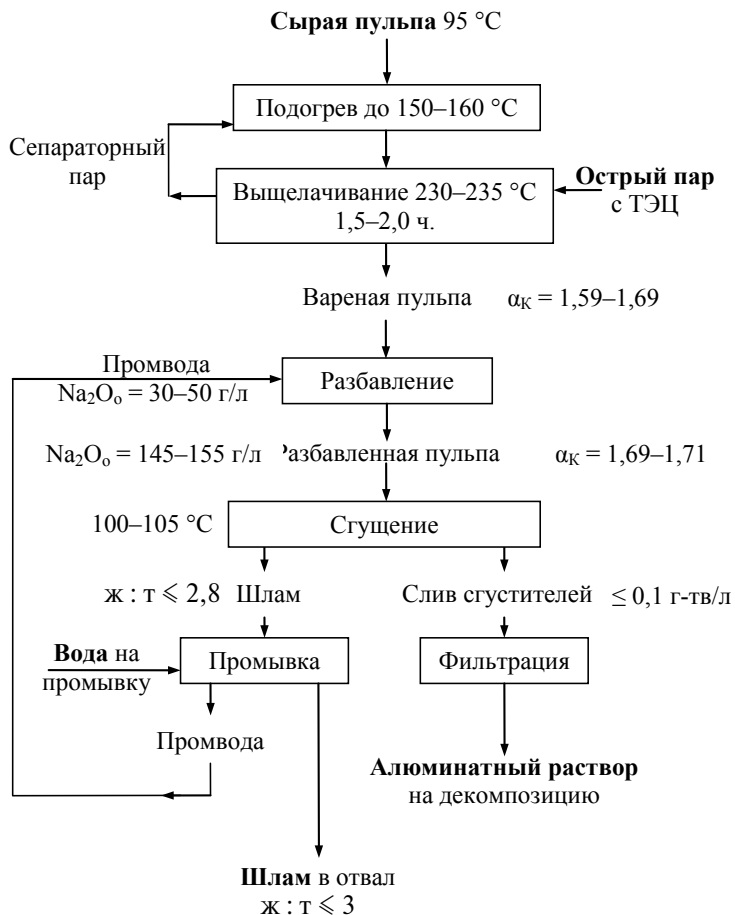 Сырая пульпа 95 °С
Подогрев до 150–160 °С
Сепараторный
пар
Выщелачивание 230–235 °С
1,5–2,0 ч.
Острый пар
с ТЭЦ
Вареная пульпа αК = 1,59–1,69
Промвода
Na₂Oо = 30–50 г/л
Разбавление
Na₂Oо = 145–155 г/л Разбавленная пульпа αК = 1,69–1,71
100–105 °С Сгущение
ж : т ⩽ 2,8 Шлам Слив сгустителей ≤ 0,1 г-тв/л
Вода на
промывку
Промывка Фильтрация
Промвода
Алюминатный раствор
на декомпозицию
Шлам в отвал
ж : т ⩽ 3